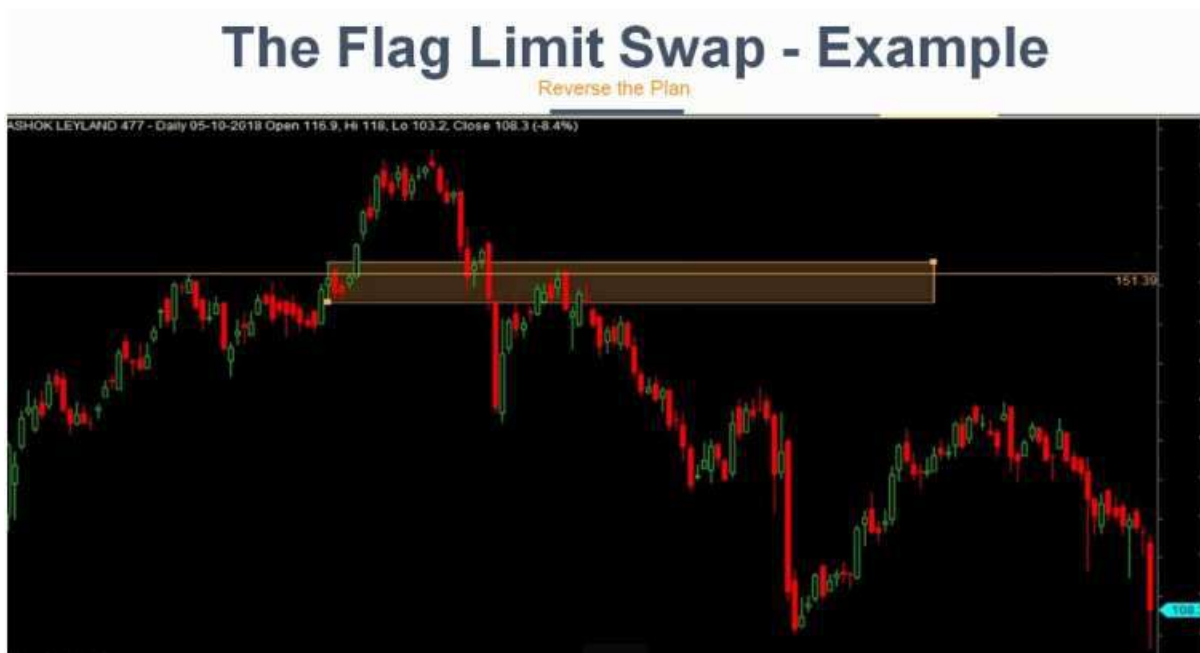 The Flag Limit Swap - Example
Reverse the Plan
ASHOK LEYLAND 477 - Daily 05-10-2018 Open 116.9, Hi 118, Lo 103.2, Close 108.3 (-8.4%)
151.39